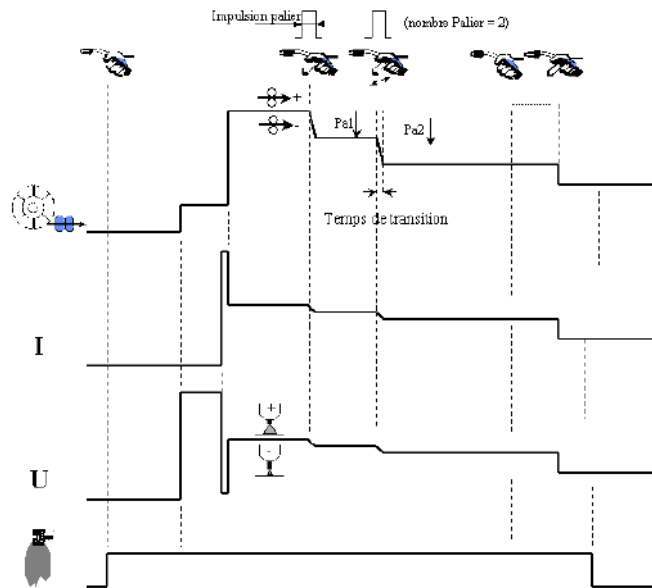 Impulsion palier
(nombre Palier = 2)
+
-
Pa1
Pa2
Temps de transition
I
+
-
U